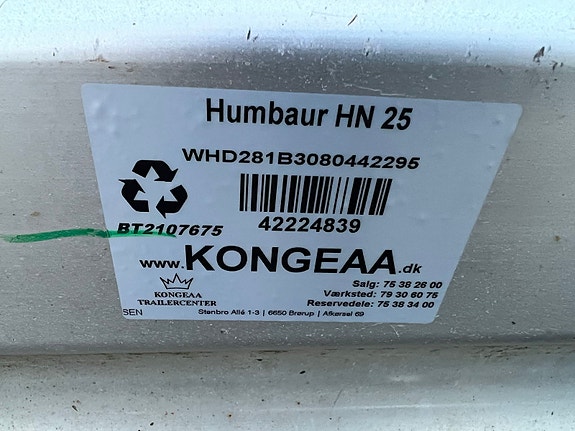 Humbaur HN 25
WHD281B3080442295
BT2107675
42224839
www.KONGEAA.dk
KONGEAA
TRAILERCENTER
Salg: 75 38 26 00
Værksted: 79 30 60 75
Reservedele: 75 38 34 00
SEN
Stenbro Allé 1-3 | 6650 Brørup | Afkørsel 69